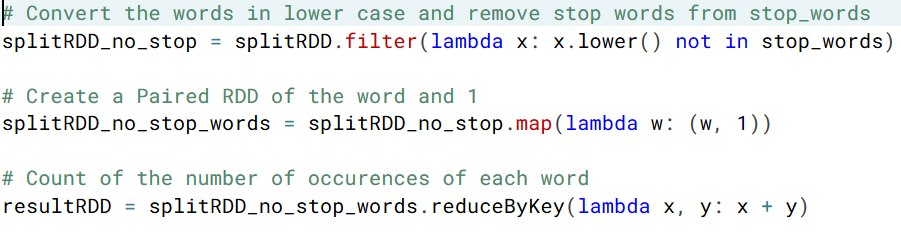 # Convert the words in lower case and remove stop words from stop_words
splitRDD_no_stop = splitRDD.filter(lambda x: x.lower() not in stop_words)
# Create a Paired RDD of the word and 1
splitRDD_no_stop_words = splitRDD_no_stop.map(lambda w: (w, 1))
# Count of the number of occurences of each word
resultRDD = splitRDD_no_stop_words.reduceByKey(lambda x, y: x + y)